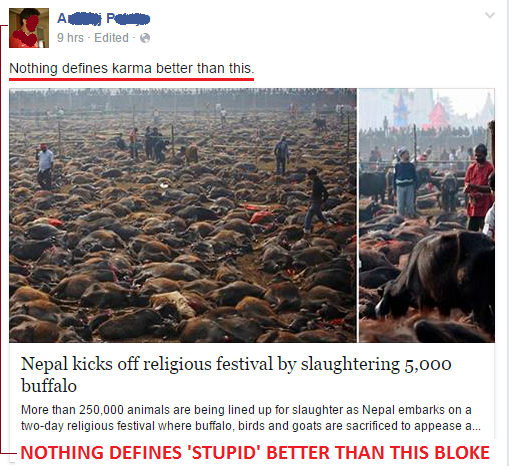 9 hrs · Edited ·
Nothing defines karma better than this.
Nepal kicks off religious festival by slaughtering 5,000
buffalo
More than 250,000 animals are being lined up for slaughter as Nepal embarks on a
two-day religious festival where buffalo, birds and goats are sacrificed to appease a...
NOTHING DEFINES 'STUPID' BETTER THAN THIS BLOKE